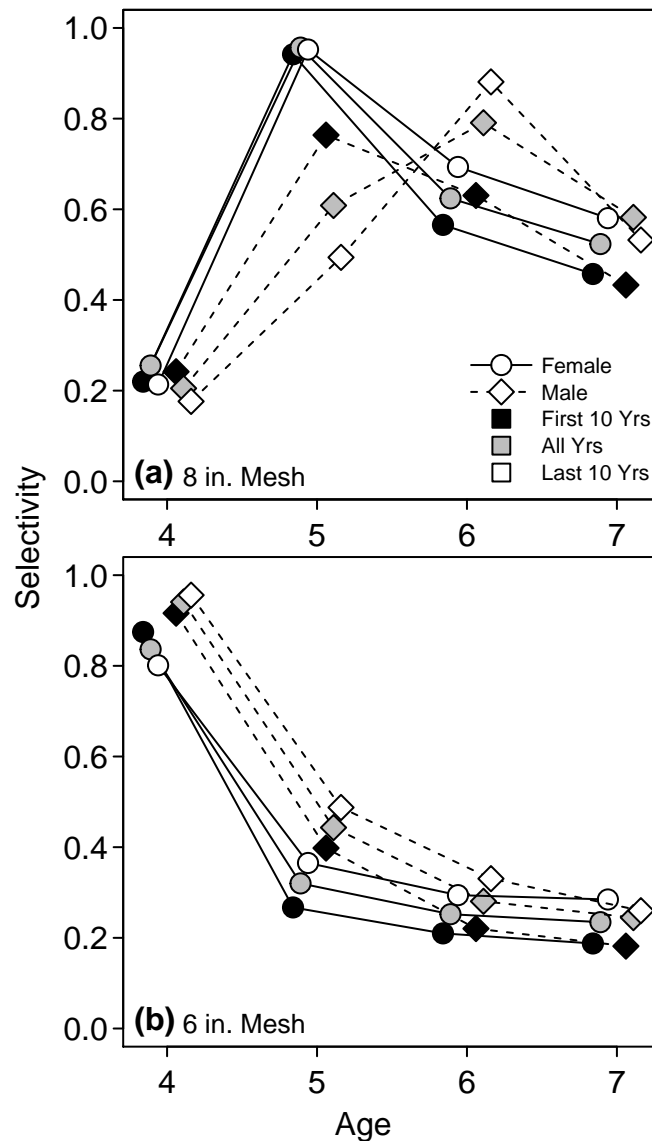 1.0
0.8
0.6
0.4
0.2
0.0
Female
Male
First 10 Yrs
All Yrs
Last 10 Yrs
(a) 8 in. Mesh
4 5 6 7
Selectivity
1.0
0.8
0.6
0.4
0.2
0.0
(b) 6 in. Mesh
4 5 6 7
Age